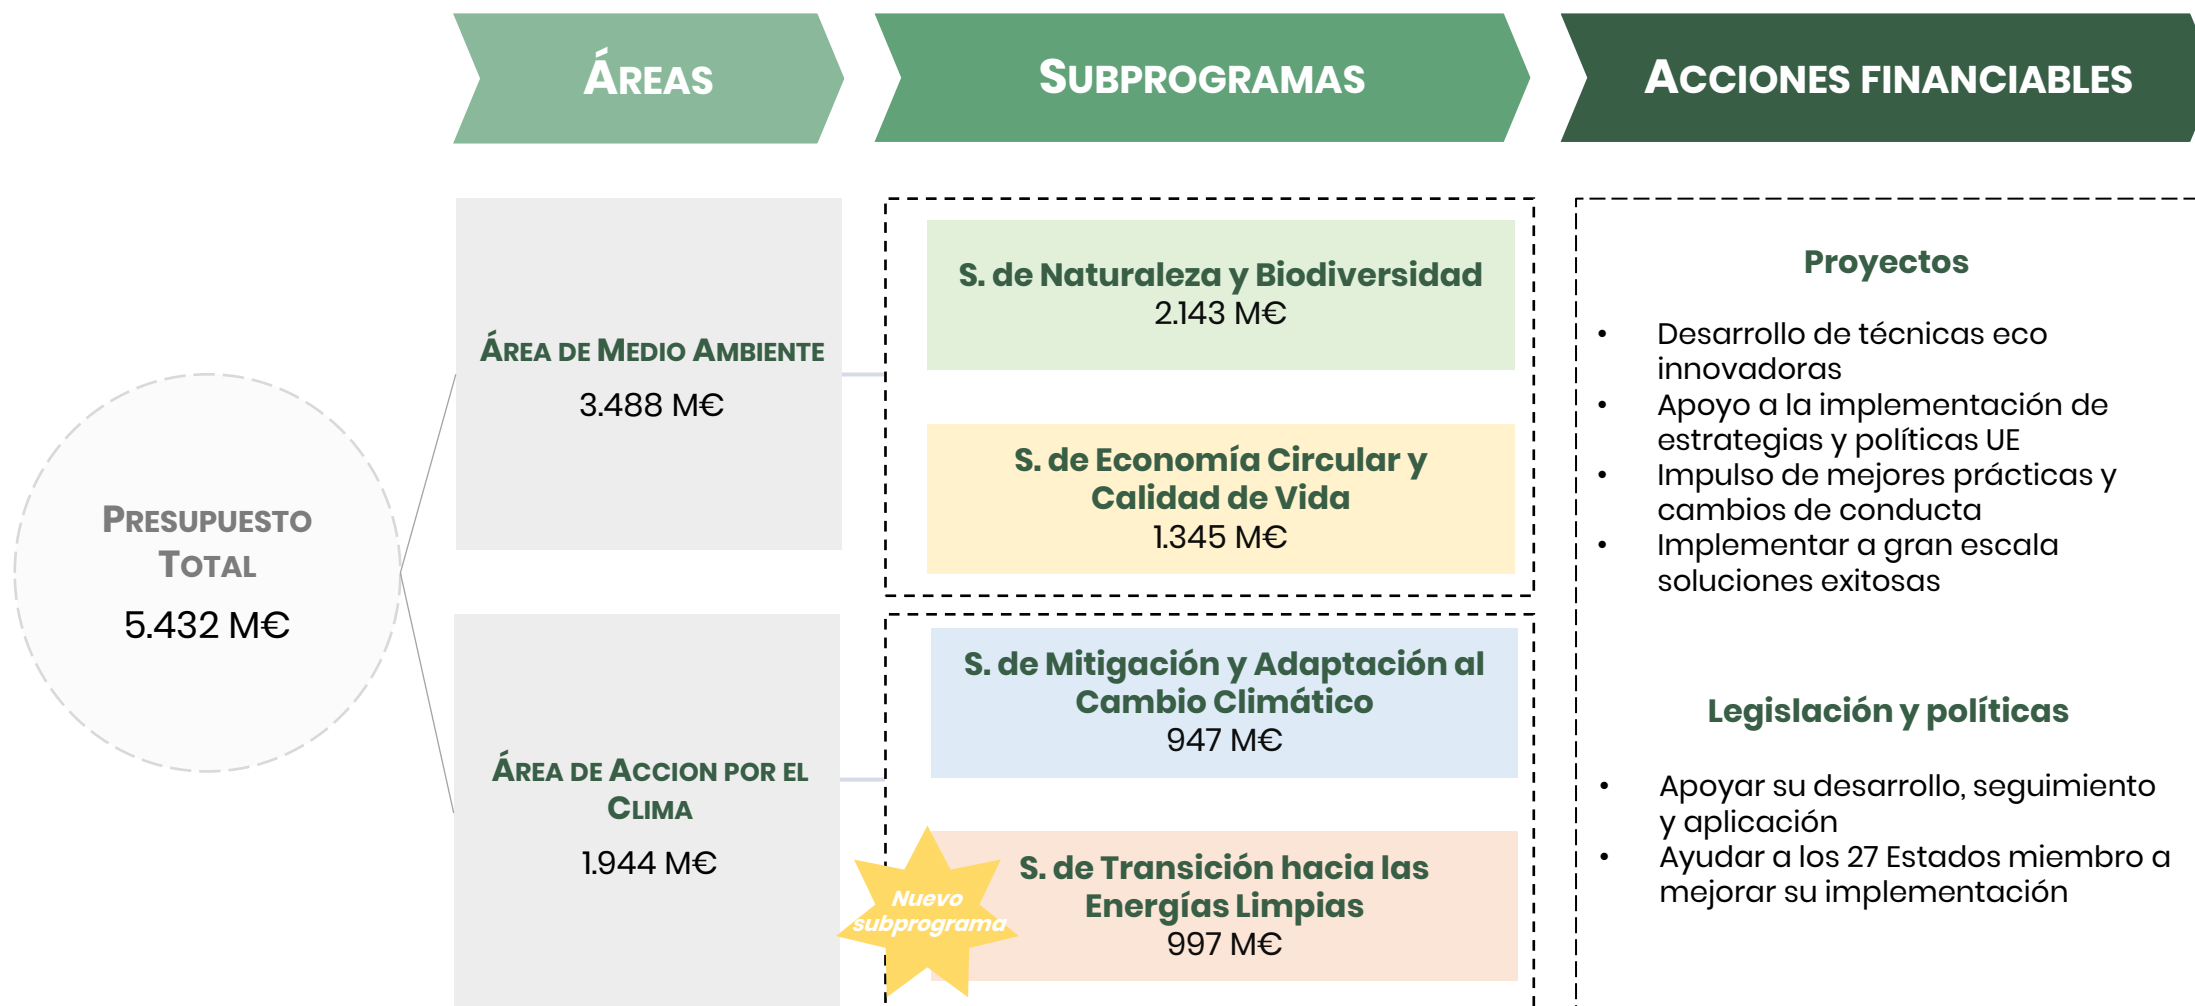 ÁREAS
SUBPROGRAMAS
ACCIONES FINANCIABLES
PRESUPUESTO
TOTAL
5.432 M€
ÁREA DE MEDIO AMBIENTE
3.488 M€
S. de Naturaleza y Biodiversidad
2.143 M€
S. de Economía Circular y
Calidad de Vida
1.345 M€
ÁREA DE ACCION POR EL
CLIMA
1.944 M€
S. de Mitigación y Adaptación al
Cambio Climático
947 M€
Nuevo
subprograma
S. de Transición hacia las
Energías Limpias
997 M€
Proyectos
• Desarrollo de técnicas eco
innovadoras
• Apoyo a la implementación de
estrategias y políticas UE
• Impulso de mejores prácticas y
cambios de conducta
• Implementar a gran escala
soluciones exitosas
Legislación y políticas
• Apoyar su desarrollo, seguimiento
y aplicación
• Ayudar a los 27 Estados miembro a
mejorar su implementación